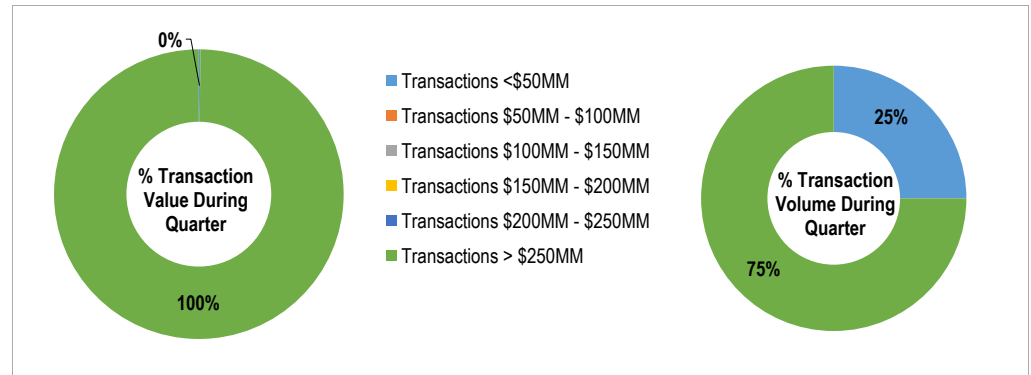 0%
% Transaction
Value During
Quarter
100%
Transactions <$50MM
Transactions $50MM - $100MM
Transactions $100MM - $150MM
Transactions $150MM - $200MM
Transactions $200MM - $250MM
Transactions > $250MM
25%
% Transaction
Volume During
Quarter
75%